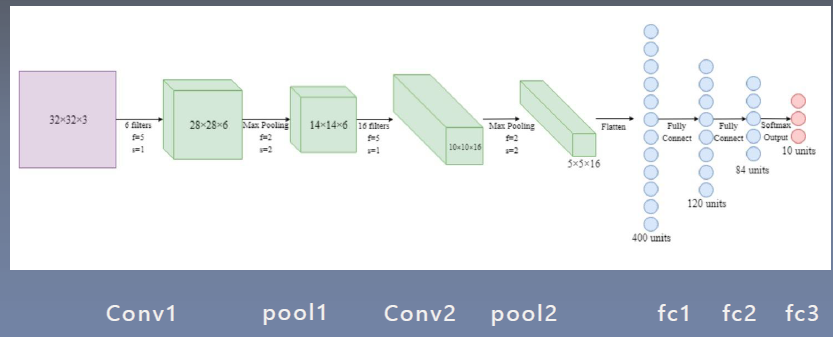 32×32×3
6 filters
f=5
s=1
28×28×6
Max Pooling
f=2
s=2
14×14×6
16 filters
f=5
s=1
10×10×16
Max Pooling
f=2
s=2
5×5×16
Flatten
400 units
Fully
Connect
120 units
Fully
Connect
84 units
Softmax
Output
10 units
Conv1 pool1 Conv2 pool2 fc1 fc2 fc3